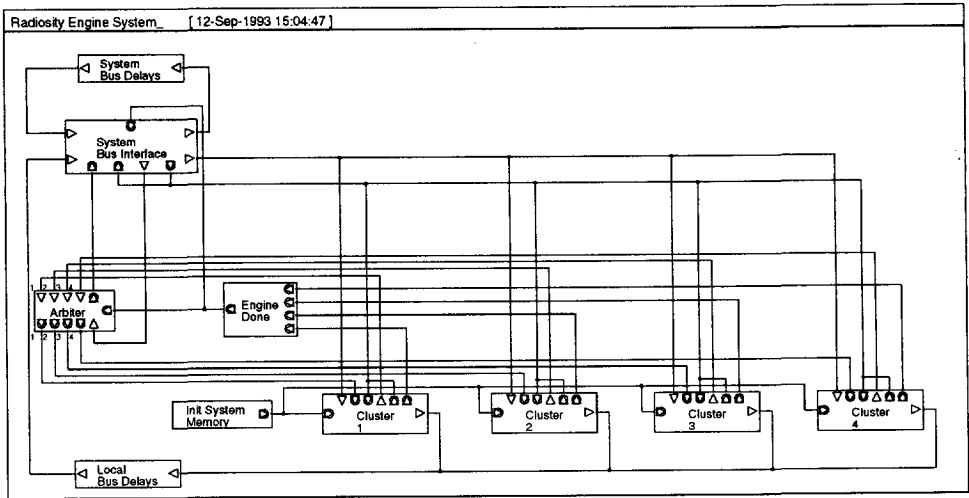 Radiosity Engine System_ [ 12-Sep-1993 15:04:47 ]
System
Bus Delays
System
Bus Interface
1 2 3 4
Arbiter
1 2 3 4
Engine
Done
Init System
Memory
Cluster
1
Cluster
2
Cluster
3
Cluster
4
Local
Bus Delays